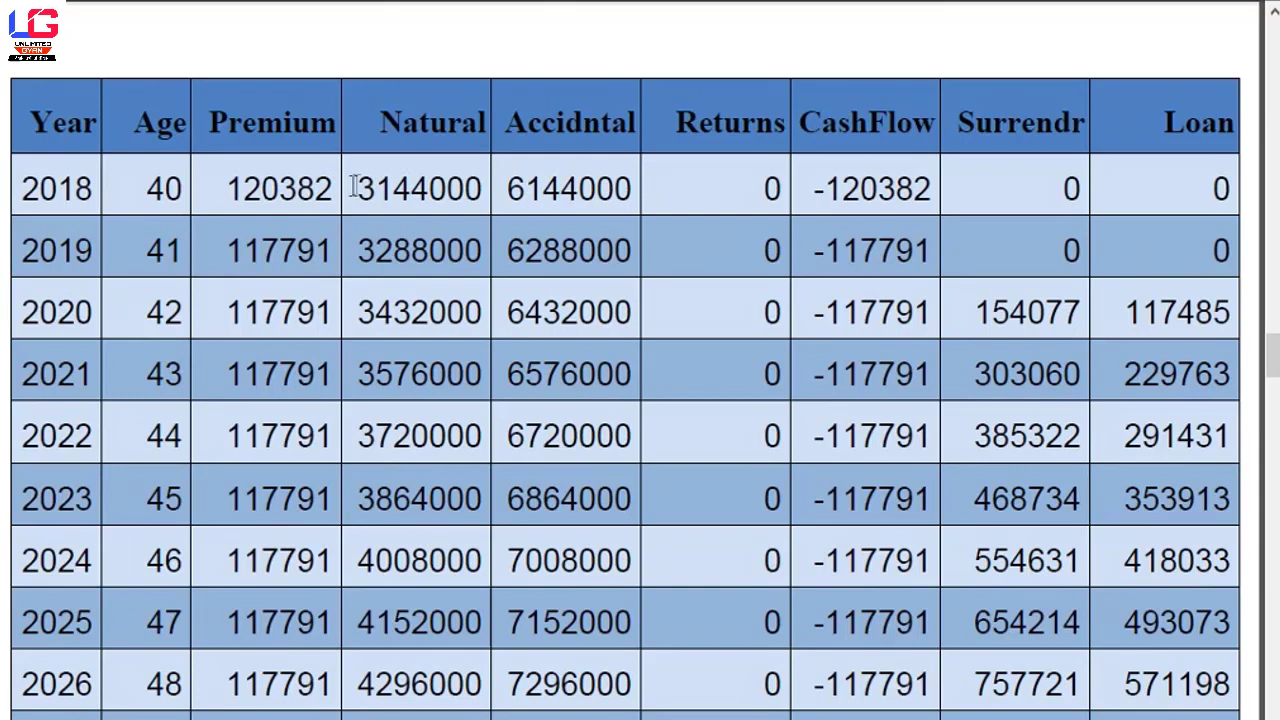 LG
UNLIMITED
GYAN
Year Age Premium Natural Accidntal Returns CashFlow Surrendr Loan
2018 40 120382 3144000 6144000 0 -120382 0 0
2019 41 117791 3288000 6288000 0 -117791 0 0
2020 42 117791 3432000 6432000 0 -117791 154077 117485
2021 43 117791 3576000 6576000 0 -117791 303060 229763
2022 44 117791 3720000 6720000 0 -117791 385322 291431
2023 45 117791 3864000 6864000 0 -117791 468734 353913
2024 46 117791 4008000 7008000 0 -117791 554631 418033
2025 47 117791 4152000 7152000 0 -117791 654214 493073
2026 48 117791 4296000 7296000 0 -117791 757721 571198